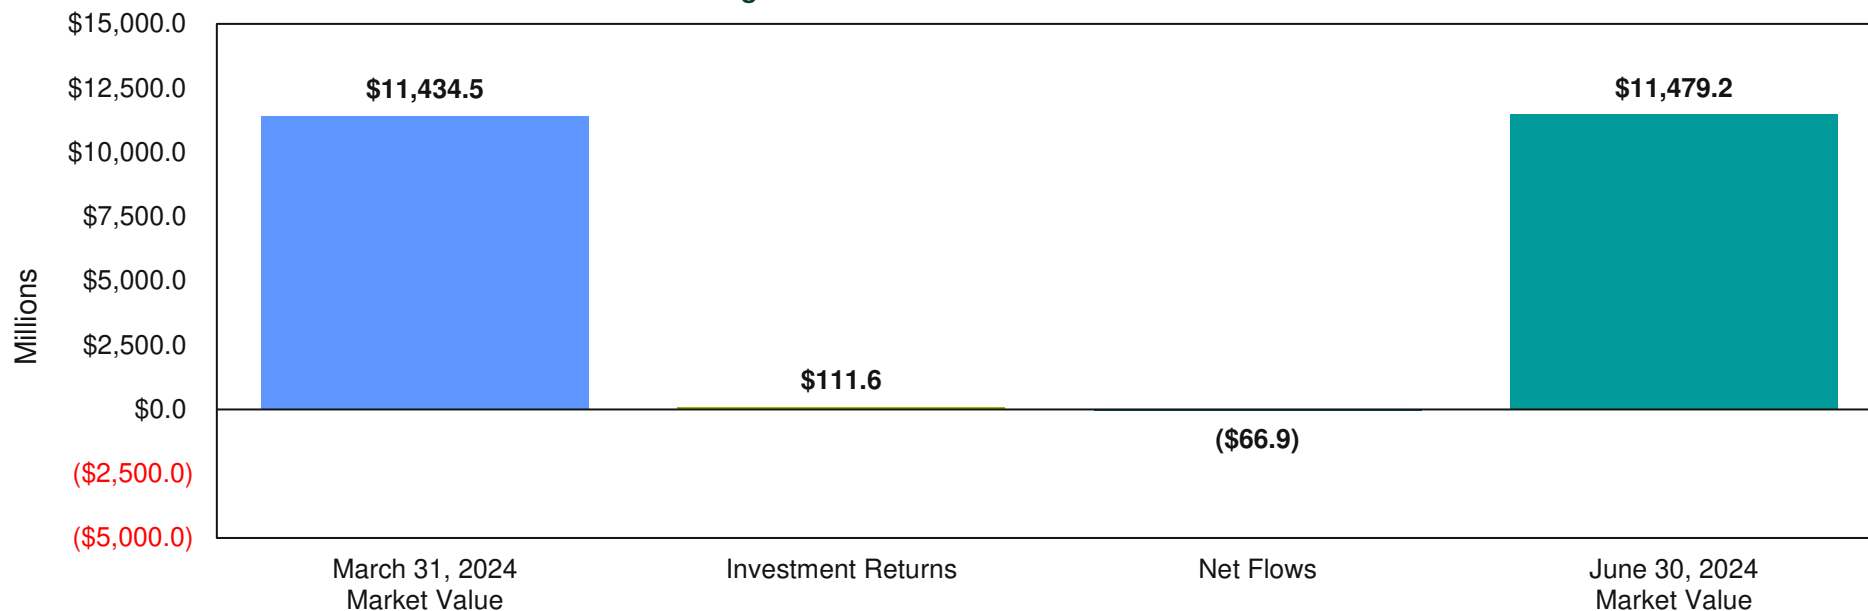 $15,000.0
$12,500.0
$10,000.0
$7,500.0
$5,000.0
$2,500.0
$0.0
($2,500.0)
($5,000.0)
Millions
$11,434.5
$111.6
($66.9)
$11,479.2
March 31, 2024
Market Value
Investment Returns
Net Flows
June 30, 2024
Market Value